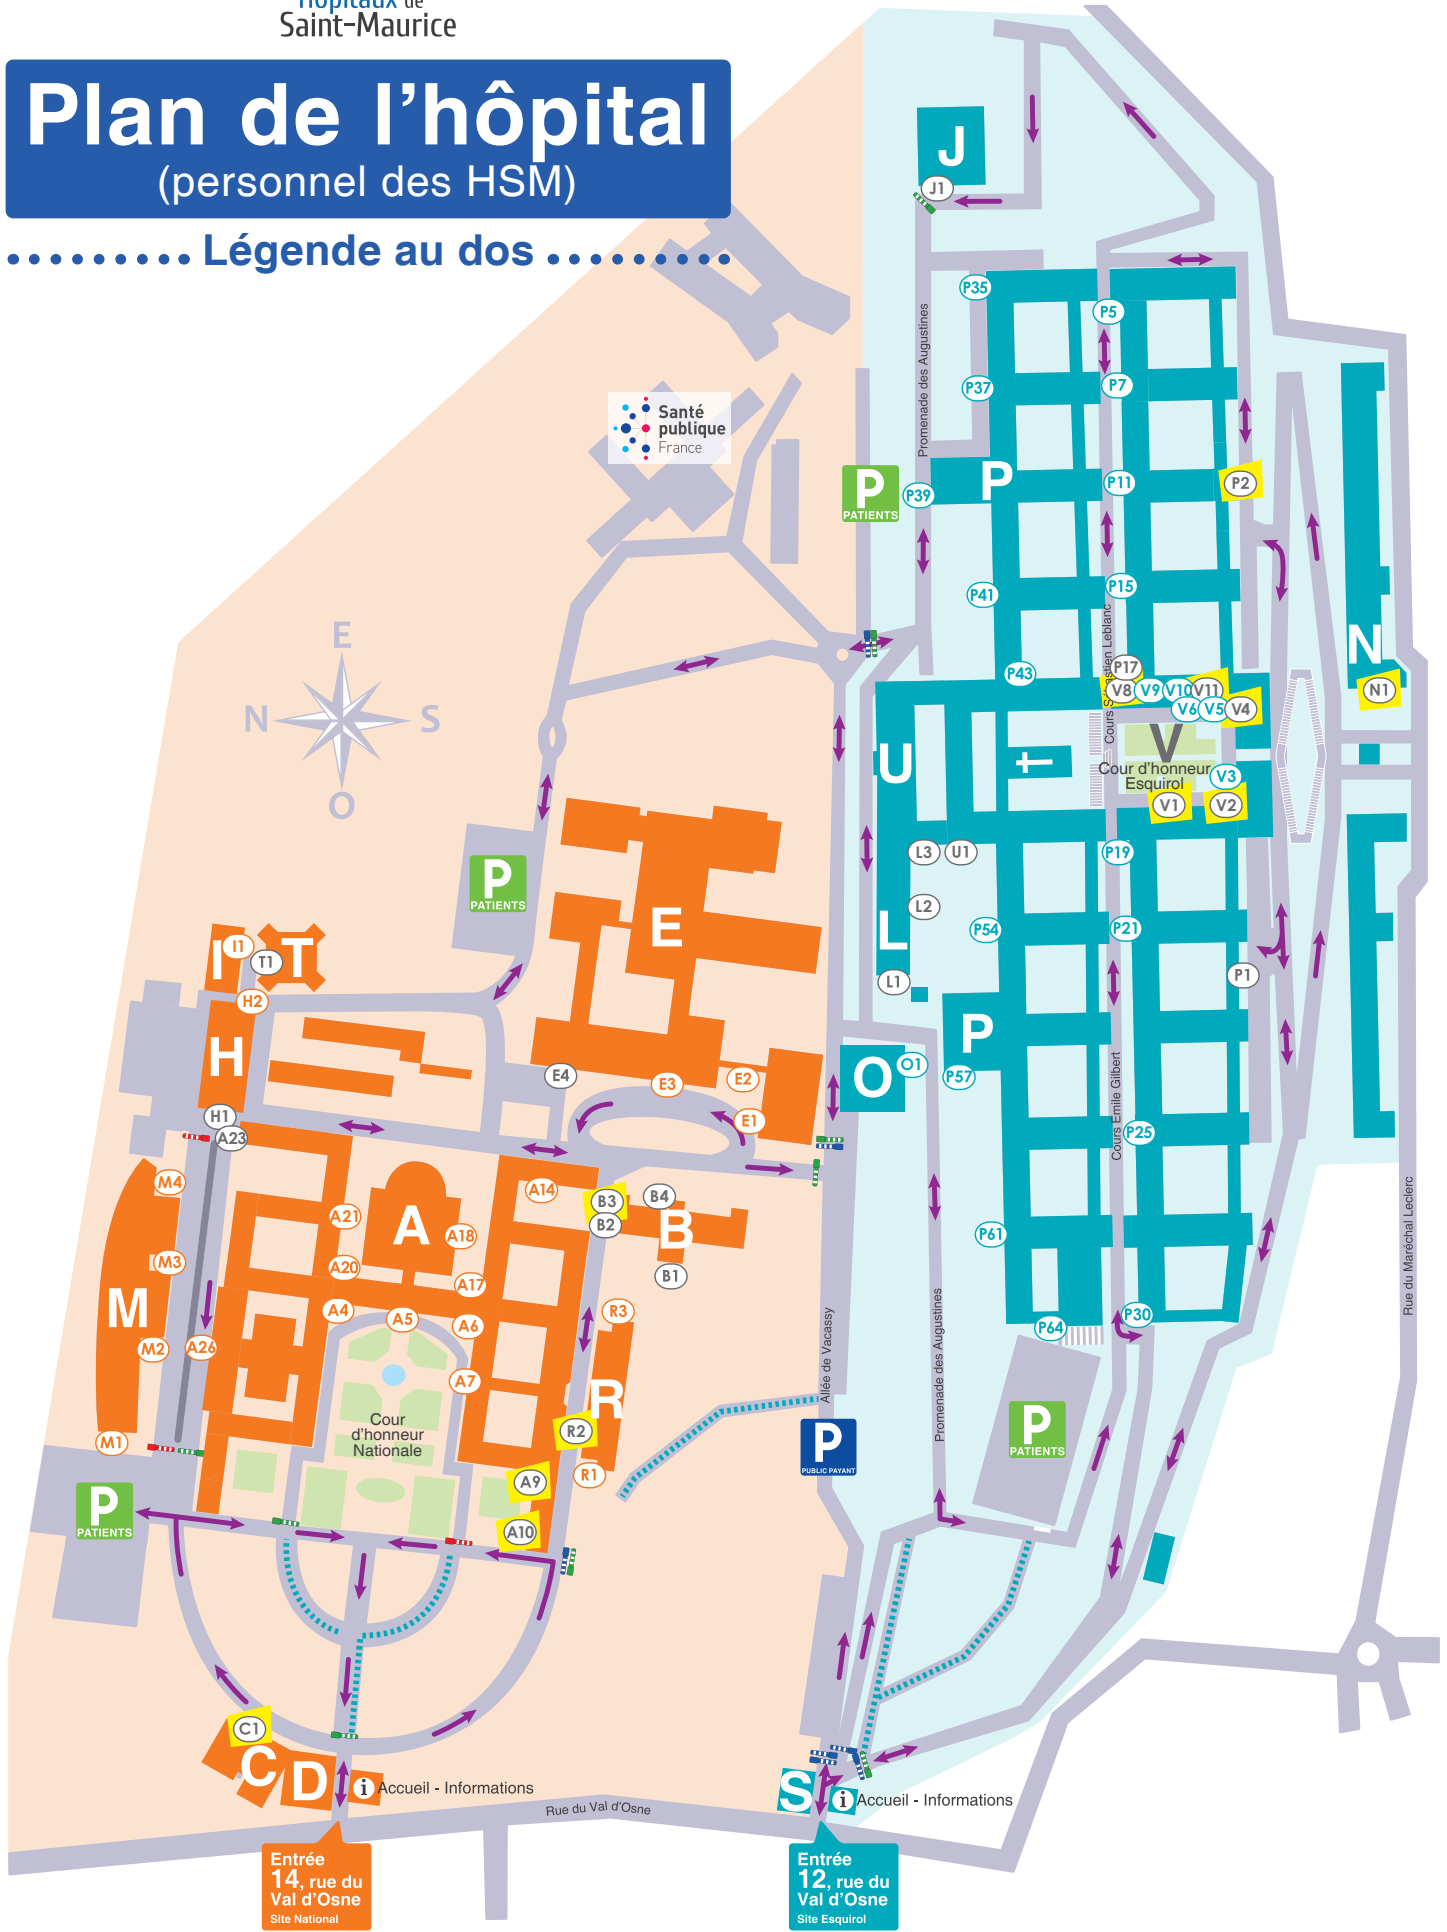 Hôpitaux de
Saint-Maurice
Plan de l'hôpital
(personnel des HSM)
Légende au dos
J
J1
P35
P5
Promenade des Augustines
P37
P7
Santé
publique
France
P
PATIENTS
P39
P
P11
P2
P41
P15
Cours Sébastien Leblanc
N
N1
E
N
S
O
P43
P17
V8
V9
V10
V11
V6
V5
V4
U
V
Cour d'honneur
Esquirol
V3
V1
V2
L3
U1
P19
P
PATIENTS
E
L2
L
P54
P21
I
I1
T1
T
L1
P1
H2
H
P
O
O1
P57
Cours Emile Gilbert
E4
E3
E2
E1
H1
A23
P25
M4
A14
B3
B4
B2
B
B1
A21
A
A18
P61
M3
A20
A17
M
A4
A5
A6
R3
M2
A26
P64
P30
Rue du Maréchal Leclerc
A7
R
Allée de Vacassy
Promenade des Augustines
Cour
d'honneur
Nationale
R2
M1
P
PUBLIC PAYANT
P
PATIENTS
A9
R1
P
PATIENTS
A10
C1
C
D
i Accueil - Informations
S
i Accueil - Informations
Rue du Val d'Osne
Entrée
14, rue du
Val d'Osne
Site National
Entrée
12, rue du
Val d'Osne
Site Esquirol